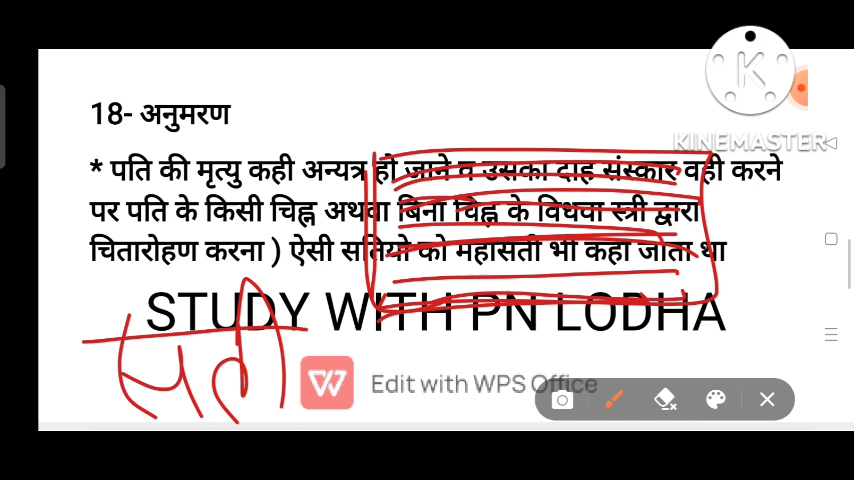 KINEMASTER
18- अनुमरण
* पति की मृत्यु कही अन्यत्र हो जाने व उसका दाह संस्कार वही करने
पर पति के किसी चिह्न अथवा बिना चिह्न के विधवा स्त्री द्वारा
चितारोहण करना ) ऐसी सतियो को महासती भी कहा जाता था
STUDY WITH PN LODHA
सती
Edit with WPS Office